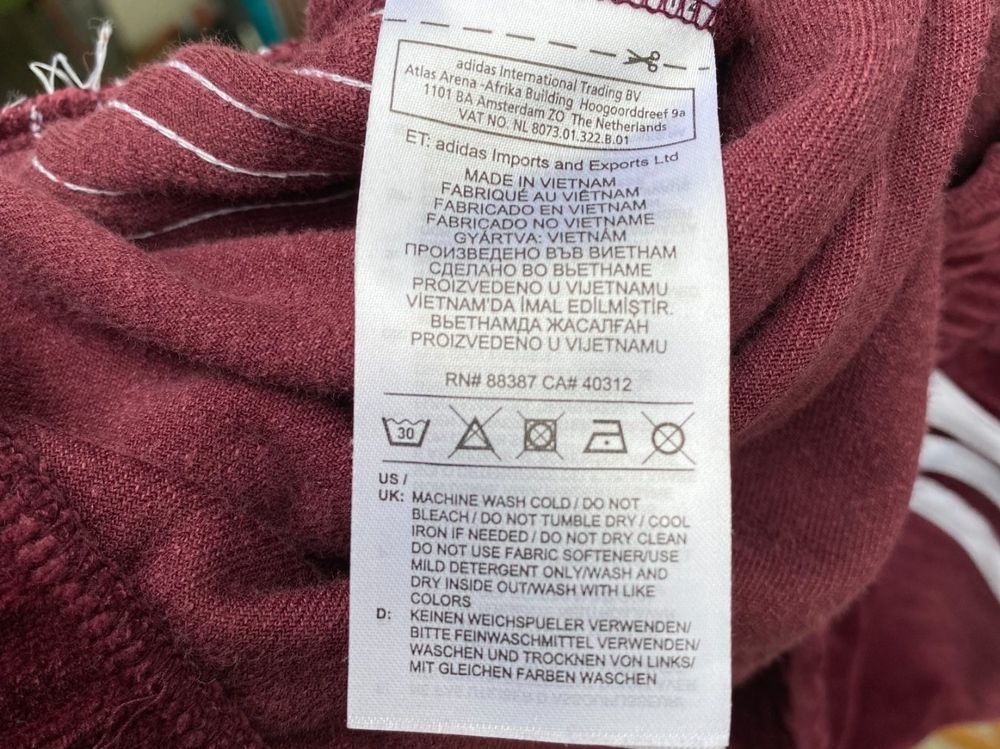 adidas International Trading BV
Atlas Arena -Afrika Building Hoogoorddreef 9a
1101 BA Amsterdam ZO The Netherlands
VAT NO. NL 8073.01.322.B.01
ET: adidas Imports and Exports Ltd
MADE IN VIETNAM
FABRIQUÉ AU VIÊTNAM
FABRICADO EN VIETNAM
FABRICADO NO VIETNAME
GYÁRTVA: VIETNÁM
ПРОИЗВЕДЕНО ВЪВ ВИЕТНАМ
СДЕЛАНО ВО ВЬЕТНАМЕ
PROIZVEDENO U VIJETNAMU
VİETNAM'DA İMAL EDİLMİŞTİR.
ВЬЕТНАМДА ЖАСАЛҒАН
PROIZVEDENO U VIJETNAMU
RN# 88387 CA# 40312
30
US /
UK: MACHINE WASH COLD / DO NOT
BLEACH / DO NOT TUMBLE DRY / COOL
IRON IF NEEDED / DO NOT DRY CLEAN
DO NOT USE FABRIC SOFTENER/USE
MILD DETERGENT ONLY/WASH AND
DRY INSIDE OUT/WASH WITH LIKE
COLORS
D: KEINEN WEICHSPUELER VERWENDEN/
BITTE FEINWASCHMITTEL VERWENDEN/
WASCHEN UND TROCKNEN VON LINKS/
MIT GLEICHEN FARBEN WASCHEN